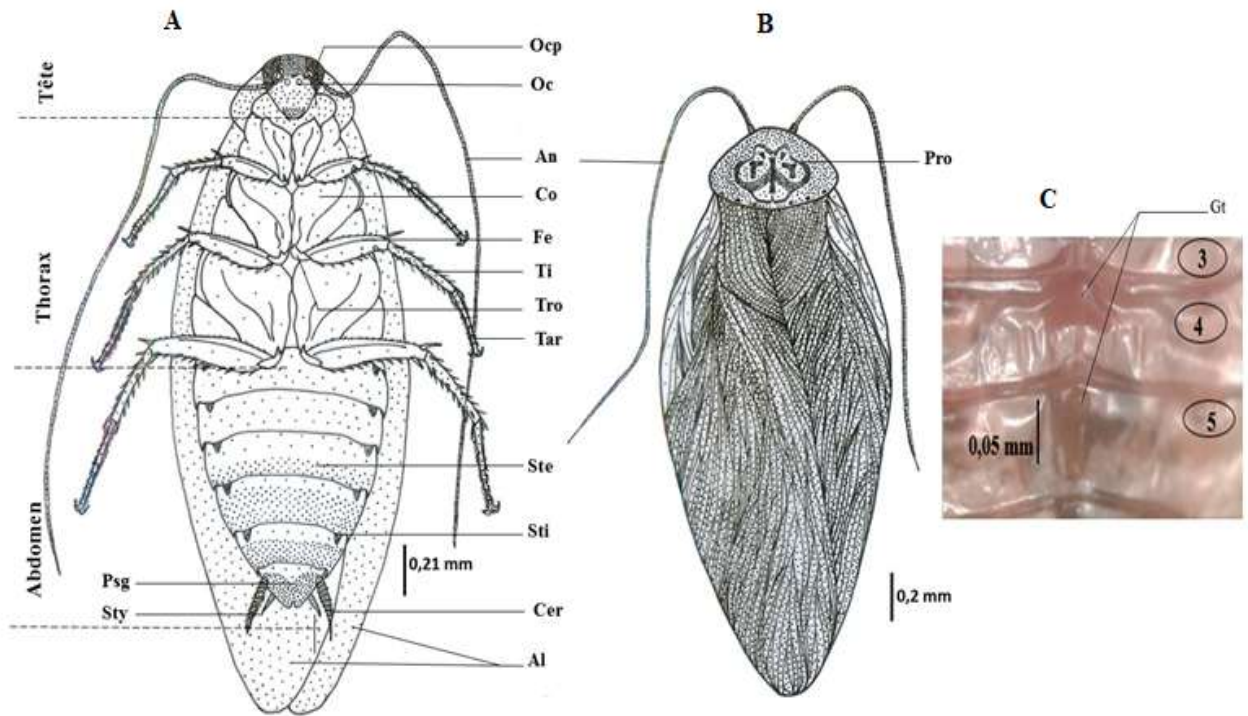 A
B
C
Tête
Thorax
Abdomen
Ocp
Oc
An
Co
Fe
Ti
Tro
Tar
Ste
Sti
Psg
Sty
Cer
Al
0,21 mm
Pro
0,2 mm
Gt
3
4
5
0,05 mm